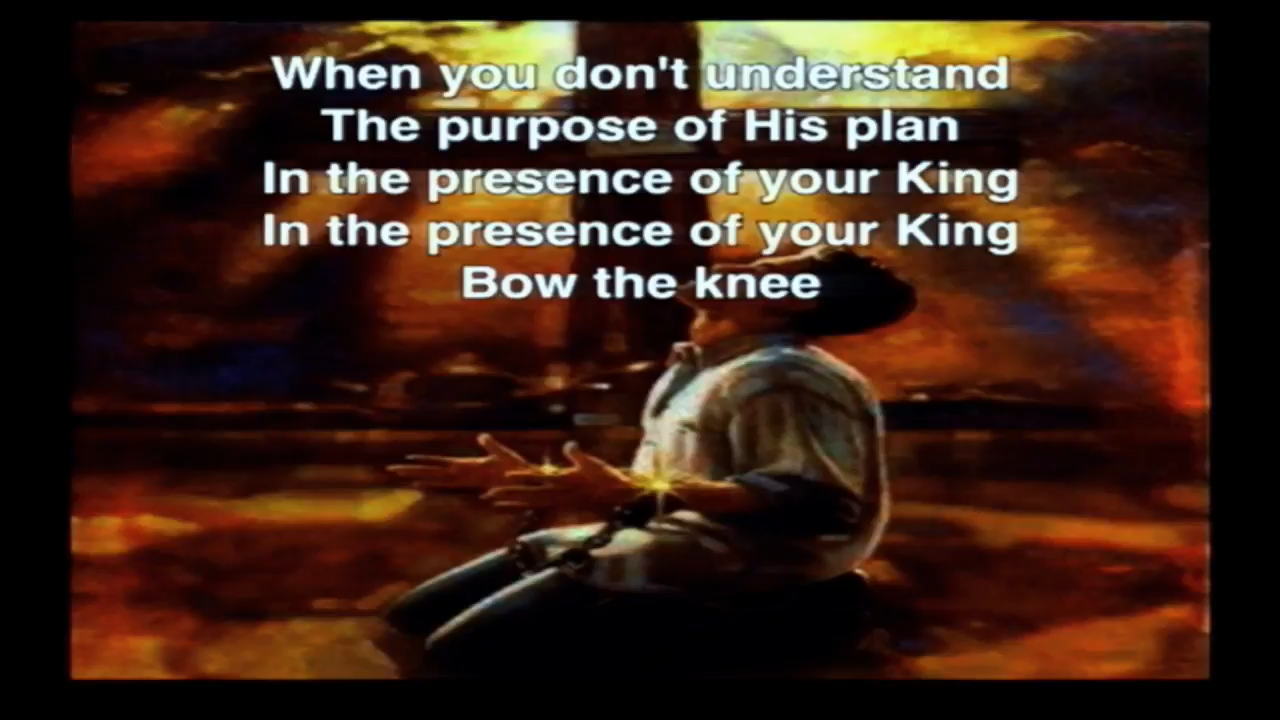 When you don't understand
The purpose of His plan
In the presence of your King
In the presence of your King
Bow the knee